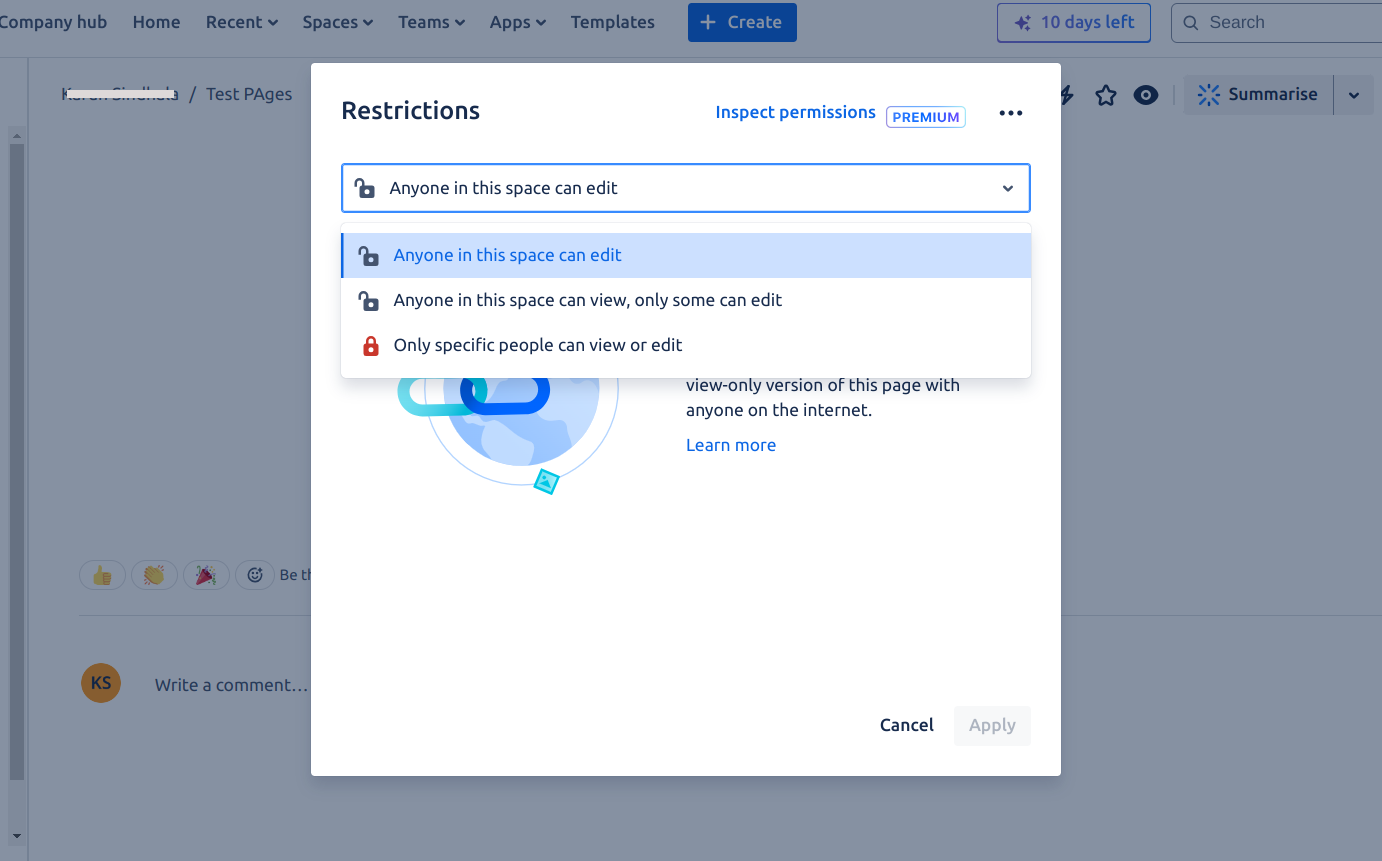 Company hub Home Recent Spaces Teams Apps Templates Create 10 days left Search
/ Test PAges
Summarise
Restrictions
Inspect permissions PREMIUM
Anyone in this space can edit
Anyone in this space can edit
Anyone in this space can view, only some can edit
Only specific people can view or edit
view-only version of this page with
anyone on the internet.
Learn more
Be th
KS
Write a comment…
Cancel Apply